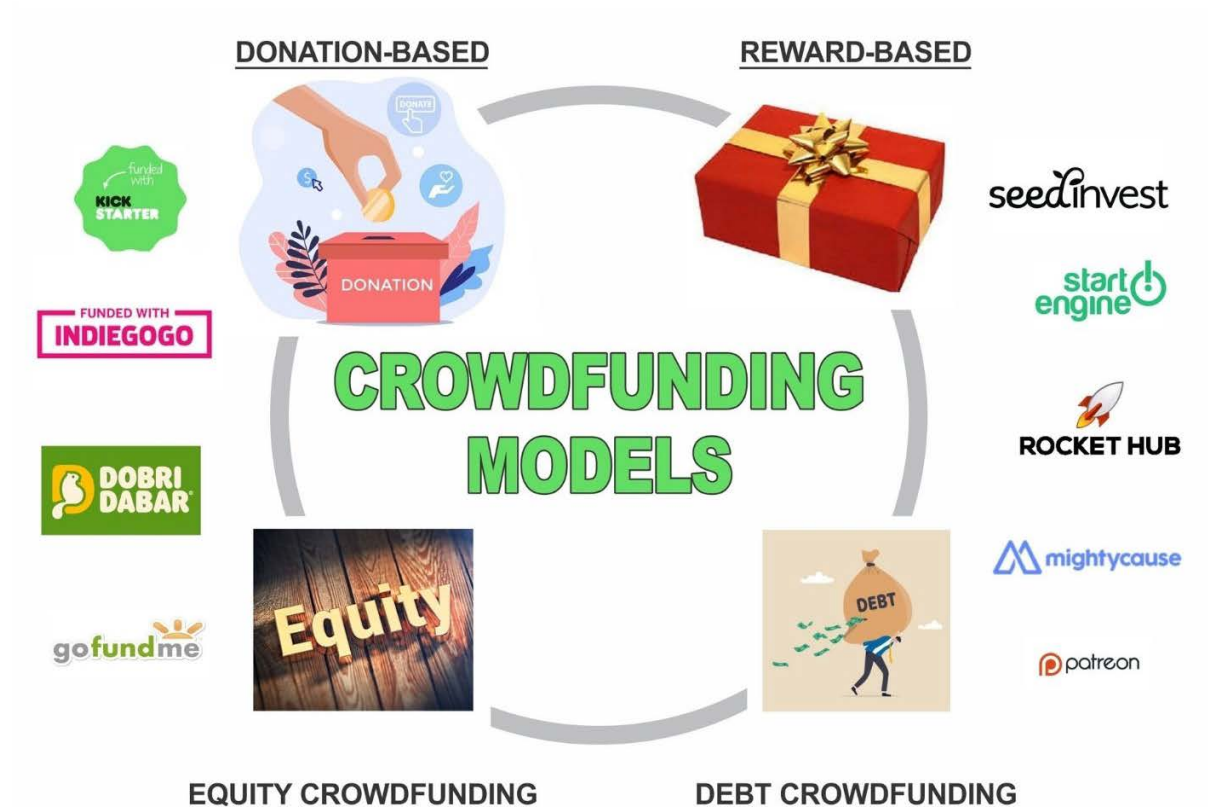 DONATION-BASED
REWARD-BASED
DONATE
$
DONATION
funded
with
KICK
STARTER
FUNDED WITH
INDIEGOGO
DOBRI
DABAR
gofundme
CROWDFUNDING
MODELS
seedinvest
start
engine
ROCKET HUB
mightycause
patreon
Equity
DEBT
EQUITY CROWDFUNDING
DEBT CROWDFUNDING